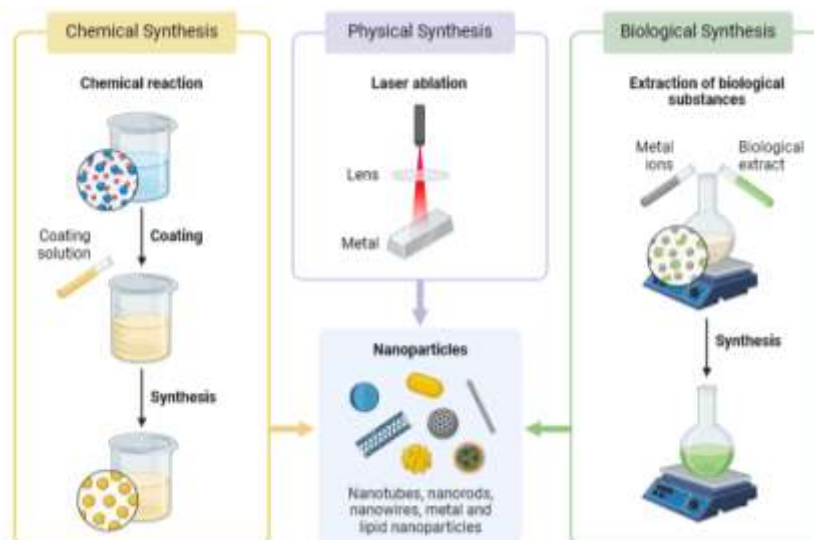 Chemical Synthesis
Chemical reaction
Coating
solution
Coating
Synthesis
Physical Synthesis
Laser ablation
Lens
Metal
Nanoparticles
Nanotubes, nanorods,
nanowires, metal and
lipid nanoparticles
Biological Synthesis
Extraction of biological
substances
Metal
ions
Biological
extract
Synthesis